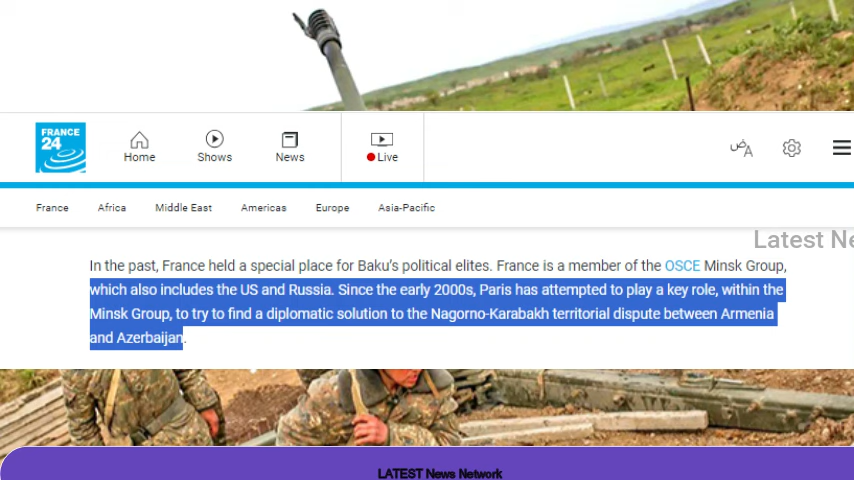 FRANCE
24
Home
Shows
News
Live
ض
A
France
Africa
Middle East
Americas
Europe
Asia-Pacific
Latest Ne
In the past, France held a special place for Baku's political elites. France is a member of the OSCE Minsk Group,
which also includes the US and Russia. Since the early 2000s, Paris has attempted to play a key role, within the
Minsk Group, to try to find a diplomatic solution to the Nagorno-Karabakh territorial dispute between Armenia
and Azerbaijan.
LATEST News Network